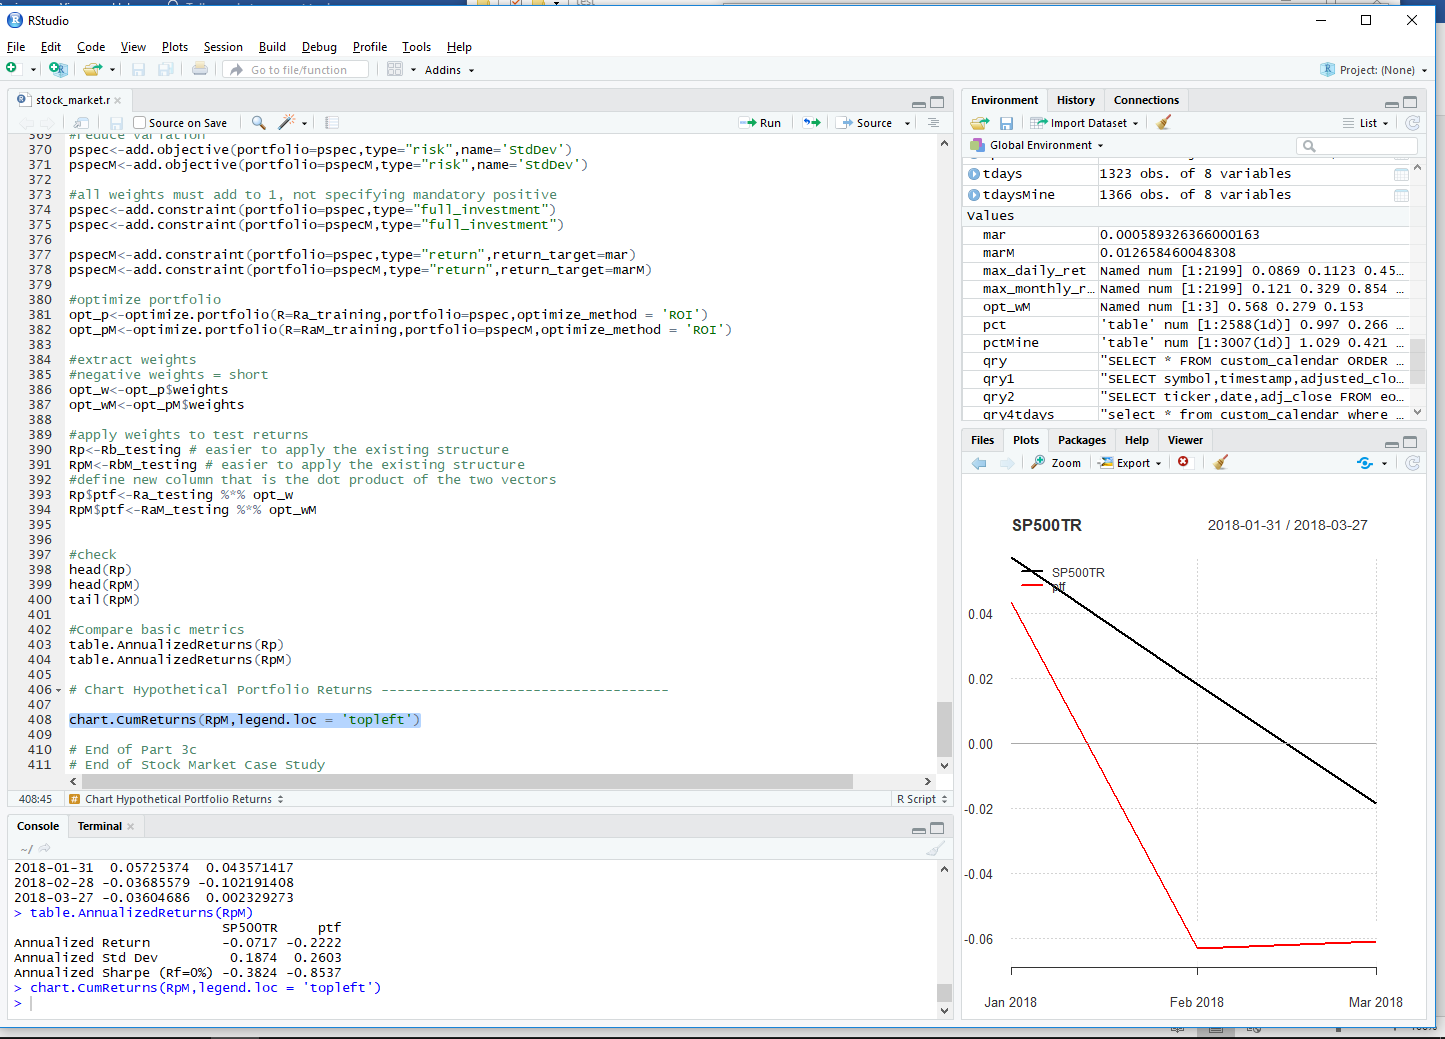 RStudio
File Edit Code View Plots Session Build Debug Profile Tools Help
Go to file/function Addins Project: (None)
stock_market.r
Source on Save Run Source
369 #reduce variation
370 pspec<-add.objective(portfolio=pspec,type="risk",name='StdDev')
371 pspecM<-add.objective(portfolio=pspecM,type="risk",name='StdDev')
372
373 #all weights must add to 1, not specifying mandatory positive
374 pspec<-add.constraint(portfolio=pspec,type="full_investment")
375 pspecM<-add.constraint(portfolio=pspecM,type="full_investment")
376
377 pspecM<-add.constraint(portfolio=pspec,type="return",return_target=mar)
378 pspecM<-add.constraint(portfolio=pspecM,type="return",return_target=marM)
379
380 #optimize portfolio
381 opt_p<-optimize.portfolio(R=Ra_training,portfolio=pspec,optimize_method = 'ROI')
382 opt_pM<-optimize.portfolio(R=RaM_training,portfolio=pspecM,optimize_method = 'ROI')
383
384 #extract weights
385 #negative weights = short
386 opt_w<-opt_p$weights
387 opt_wM<-opt_pM$weights
388
389 #apply weights to test returns
390 Rp<-Rb_testing # easier to apply the existing structure
391 RpM<-RbM_testing # easier to apply the existing structure
392 #define new column that is the dot product of the two vectors
393 Rp$ptf<-Ra_testing %*% opt_w
394 RpM$ptf<-RaM_testing %*% opt_wM
395
396
397 #check
398 head(Rp)
399 head(RpM)
400 tail(RpM)
401
402 #Compare basic metrics
403 table.AnnualizedReturns(Rp)
404 table.AnnualizedReturns(RpM)
405
406 # Chart Hypothetical Portfolio Returns ------------------------------------
407
408 chart.CumReturns(RpM,legend.loc = 'topleft')
409
410 # End of Part 3c
411 # End of Stock Market Case Study
408:45 # Chart Hypothetical Portfolio Returns R Script
Console Terminal
~/
2018-01-31 0.05725374 0.043571417
2018-02-28 -0.03685579 -0.102191408
2018-03-27 -0.03604686 0.002329273
> table.AnnualizedReturns(RpM)
SP500TR ptf
Annualized Return -0.0717 -0.2222
Annualized Std Dev 0.1874 0.2603
Annualized Sharpe (Rf=0%) -0.3824 -0.8537
> chart.CumReturns(RpM,legend.loc = 'topleft')
>
Environment History Connections
Import Dataset List
Global Environment
tdays 1323 obs. of 8 variables
tdaysMine 1366 obs. of 8 variables
Values
mar 0.000589326366000163
marM 0.012658460048308
max_daily_ret Named num [1:2199] 0.0869 0.1123 0.45…
max_monthly_r… Named num [1:2199] 0.121 0.329 0.854 …
opt_wM Named num [1:3] 0.568 0.279 0.153
pct 'table' num [1:2588(1d)] 0.997 0.266 …
pctMine 'table' num [1:3007(1d)] 1.029 0.421 …
qry "SELECT * FROM custom_calendar ORDER …
qry1 "SELECT symbol,timestamp,adjusted_clo…
qry2 "SELECT ticker,date,adj_close FROM eo…
qry4tdays "select * from custom_calendar where …
Files Plots Packages Help Viewer
Zoom Export
SP500TR 2018-01-31 / 2018-03-27
SP500TR
ptf
0.04
0.02
0.00
-0.02
-0.04
-0.06
Jan 2018 Feb 2018 Mar 2018